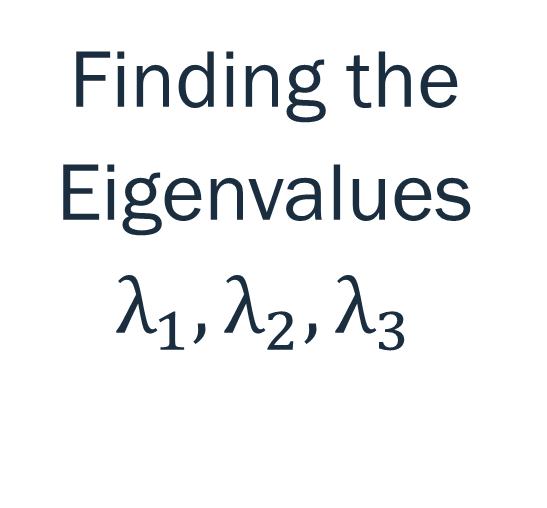 Finding the
Eigenvalues
λ₁, λ₂, λ₃